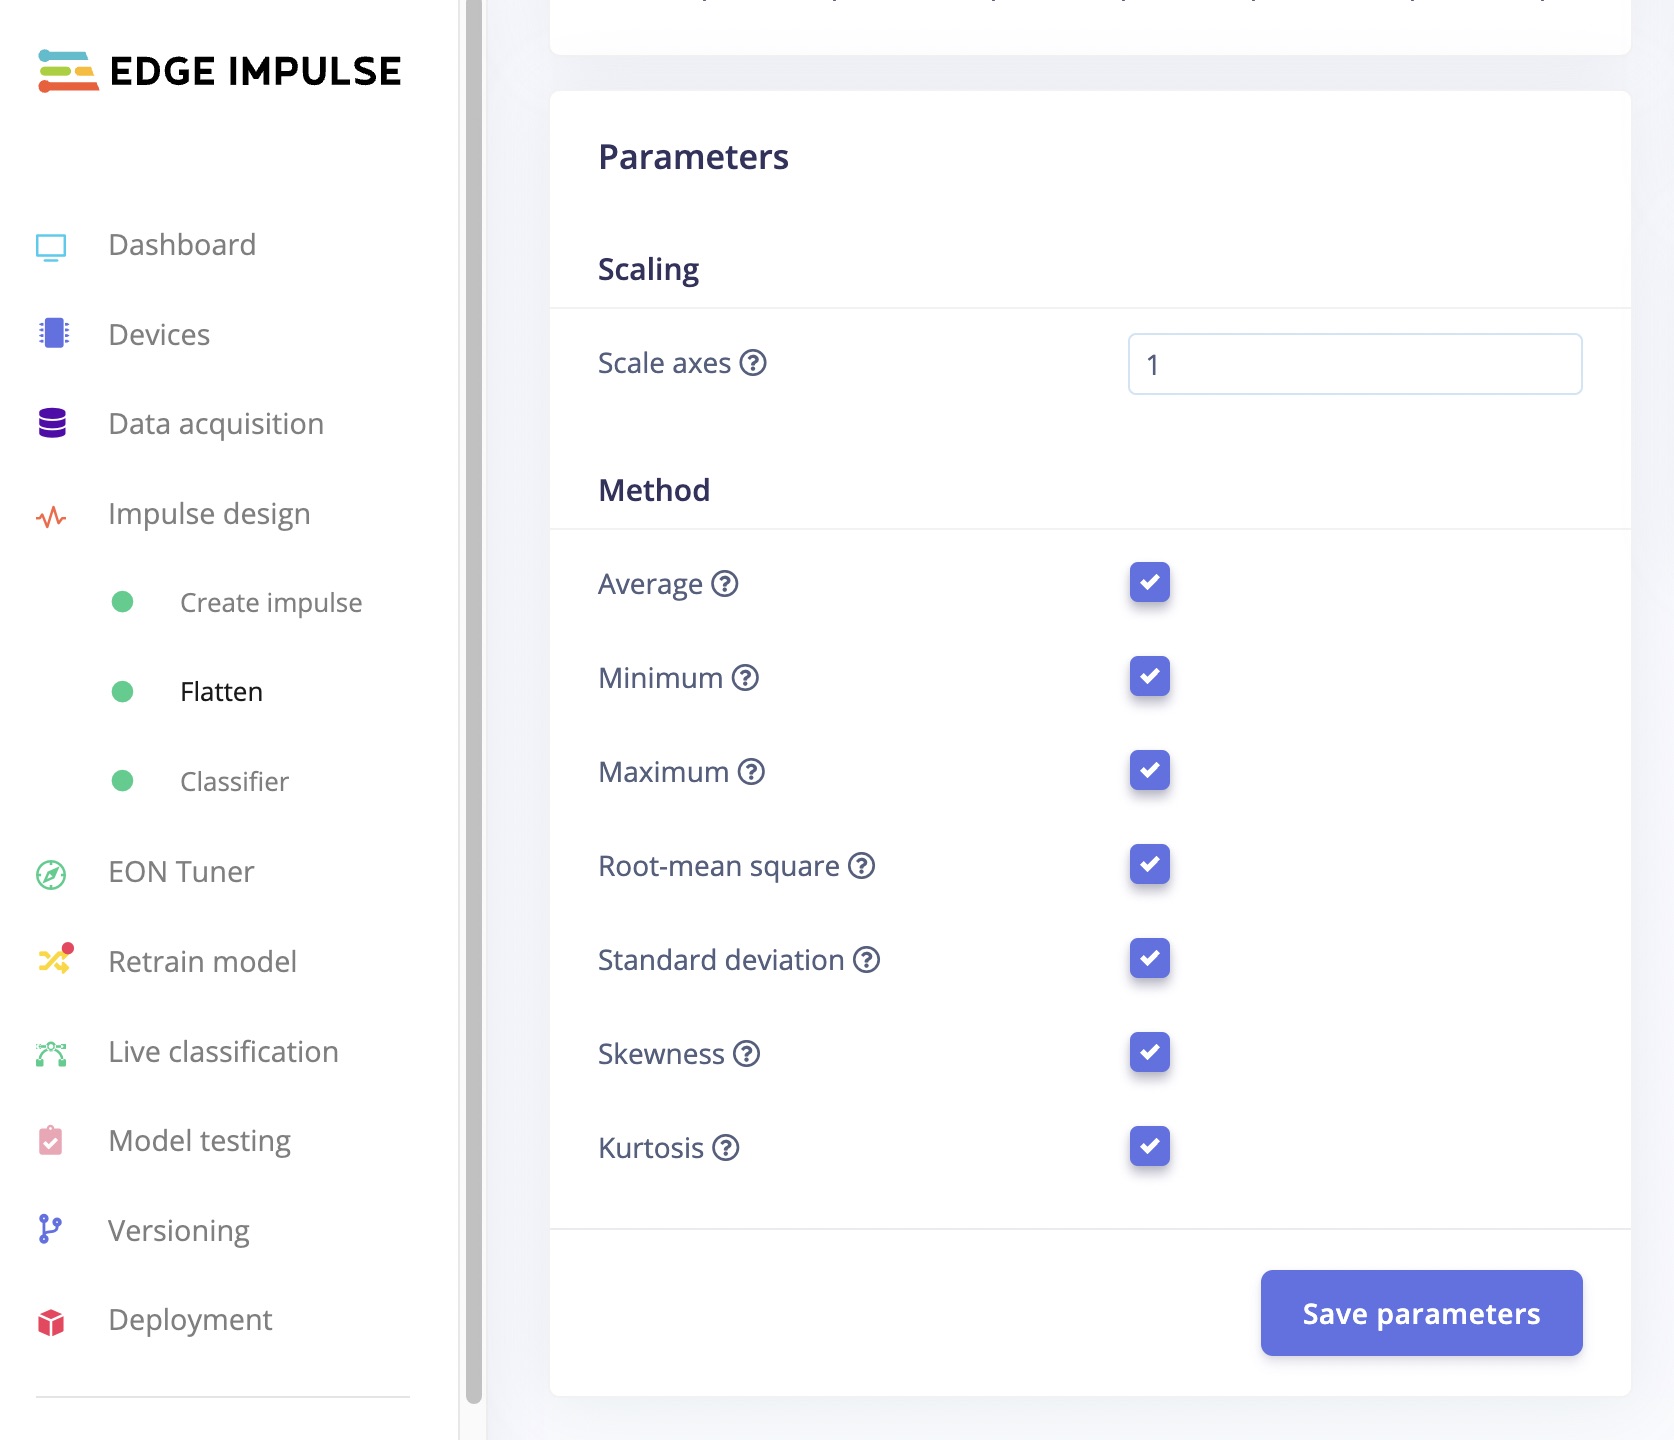 EDGE IMPULSE
Dashboard
Devices
Data acquisition
Impulse design
Create impulse
Flatten
Classifier
EON Tuner
Retrain model
Live classification
Model testing
Versioning
Deployment
Parameters
Scaling
Scale axes ?
1
Method
Average ?
Minimum ?
Maximum ?
Root-mean square ?
Standard deviation ?
Skewness ?
Kurtosis ?
Save parameters